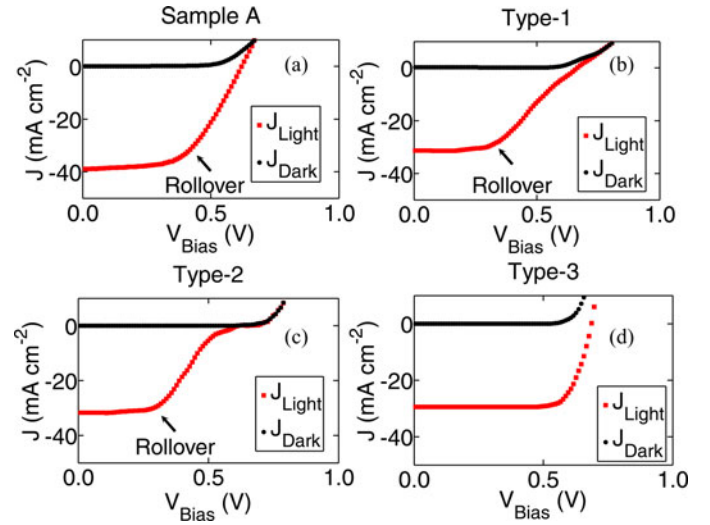 Sample A
J (mA cm⁻²)
0
-20
-40
(a)
J_Light
J_Dark
Rollover
0.0 0.5 1.0
V_Bias (V)
Type-1
J (mA cm⁻²)
0
-20
-40
(b)
J_Light
J_Dark
Rollover
0.0 0.5 1.0
V_Bias (V)
Type-2
J (mA cm⁻²)
0
-20
-40
(c)
J_Light
J_Dark
Rollover
0.0 0.5 1.0
V_Bias (V)
Type-3
J (mA cm⁻²)
0
-20
-40
(d)
J_Light
J_Dark
0.0 0.5 1.0
V_Bias (V)